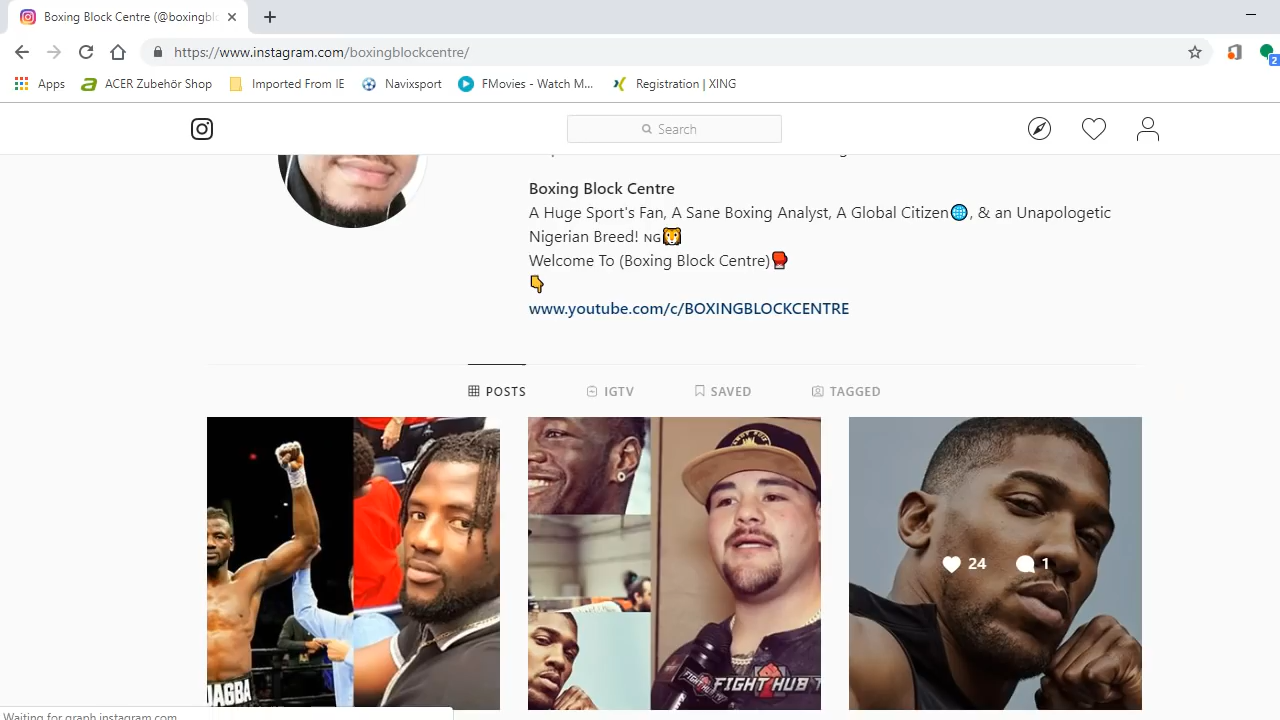 Boxing Block Centre (@boxingbl
https://www.instagram.com/boxingblockcentre/
2
Apps
ACER Zubehör Shop
Imported From IE
Navixsport
FMovies - Watch M...
Registration | XING
Search
Boxing Block Centre
A Huge Sport's Fan, A Sane Boxing Analyst, A Global Citizen🌐, & an Unapologetic
Nigerian Breed! NG🐯
Welcome To (Boxing Block Centre)🥊
👇
www.youtube.com/c/BOXINGBLOCKCENTRE
POSTS
IGTV
SAVED
TAGGED
24
1
FIGHT HUB T
JAGBA
Waiting for graph.instagram.com